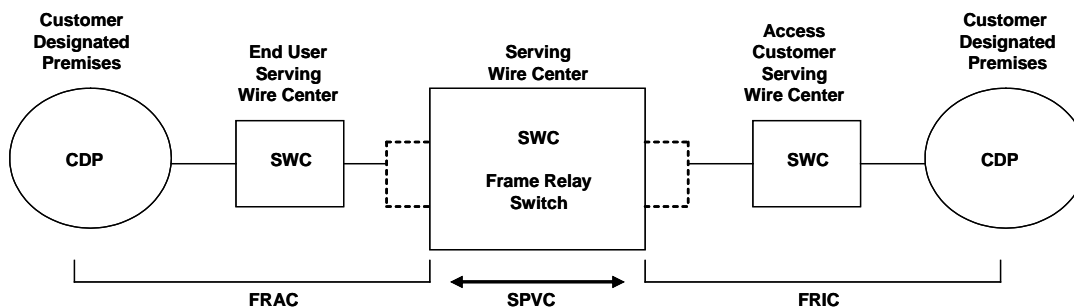 Customer
Designated
Premises
End User
Serving
Wire Center
Serving
Wire Center
Access
Customer
Serving
Wire Center
Customer
Designated
Premises
CDP
SWC
SWC
Frame Relay
Switch
SWC
CDP
FRAC
SPVC
FRIC